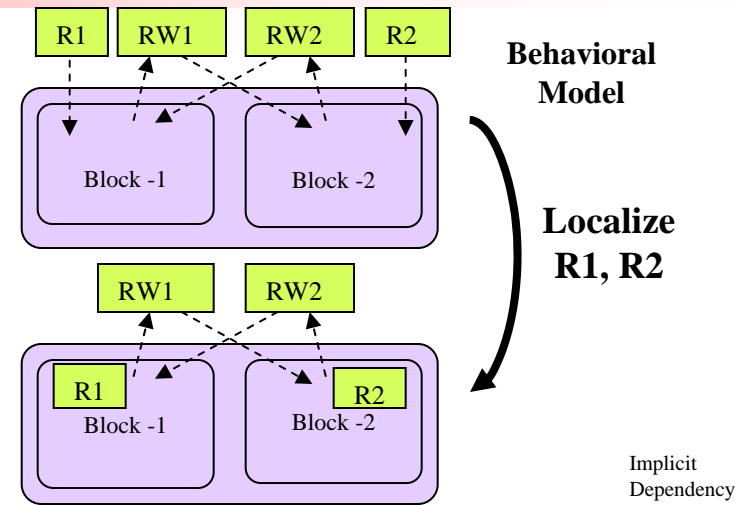 R1 RW1 RW2 R2
Behavioral
Model
Block -1 Block -2
Localize
R1, R2
RW1 RW2
R1 R2
Block -1 Block -2
Implicit
Dependency